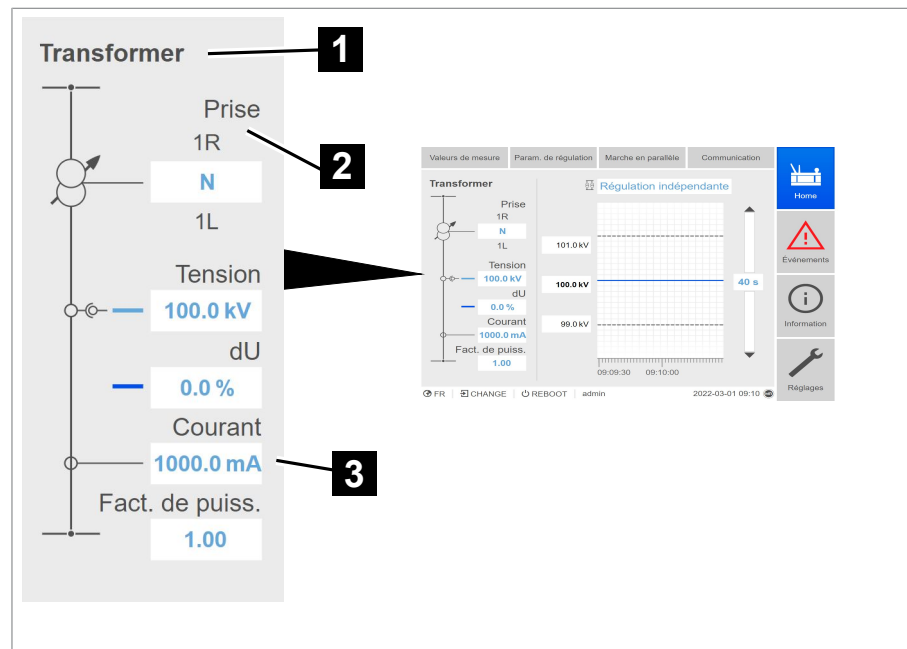 Transformer
1
Prise
1R
2
N
1L
Tension
100.0 kV
dU
0.0 %
Courant
1000.0 mA
3
Fact. de puiss.
1.00
Valeurs de mesure
Param. de régulation
Marche en parallèle
Communication
Home
Transformer
Régulation indépendante
Prise
1R
N
1L
101.0 kV
Événements
Tension
100.0 kV
100.0 kV
40 s
dU
0.0 %
Courant
99.0 kV
Information
1000.0 mA
Fact. de puiss.
1.00
09:09:30
09:10:00
Réglages
FR
CHANGE
REBOOT
admin
2022-03-01 09:10